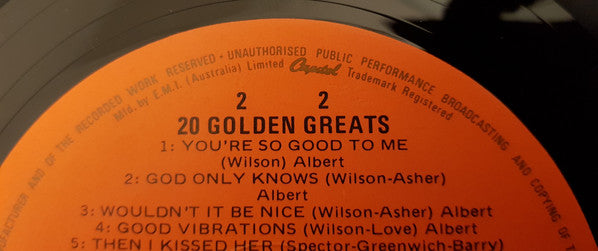 NUFACTURER AND OF THE RECORDED WORK RESERVED • UNAUTHORISED PUBLIC PERFORMANCE BROADCASTING AND COPYING OF
Mfd. by E.M.I. (Australia) Limited Capitol Trademark Registered
2 2
20 GOLDEN GREATS
1: YOU'RE SO GOOD TO ME
(Wilson) Albert
2: GOD ONLY KNOWS (Wilson-Asher)
Albert
3: WOULDN'T IT BE NICE (Wilson-Asher) Albert
4: GOOD VIBRATIONS (Wilson-Love) Albert
5: THEN I KISSED HER (Spector-Greenwich-Barry)